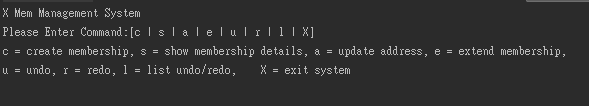 X Mem Management System
Please Enter Command:[c | s | a | e | u | r | l | X]
c = create membership, s = show membership details, a = update address, e = extend membership,
u = undo, r = redo, l = list undo/redo,    X = exit system